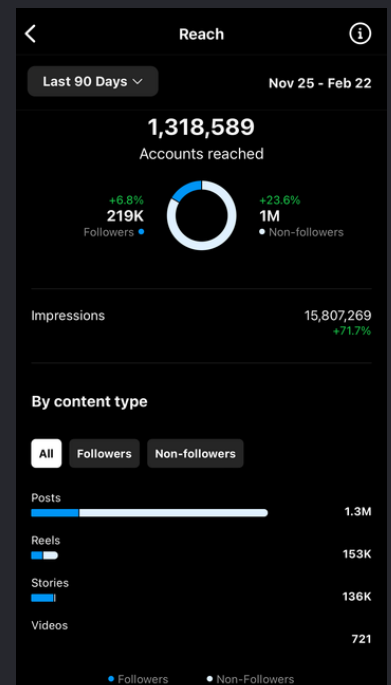 Reach
Last 90 Days
Nov 25 - Feb 22
1,318,589
Accounts reached
+6.8%
219K
Followers
+23.6%
1M
Non-followers
Impressions
15,807,269
+71.7%
By content type
All Followers Non-followers
Posts
1.3M
Reels
153K
Stories
136K
Videos
721
Followers Non-Followers